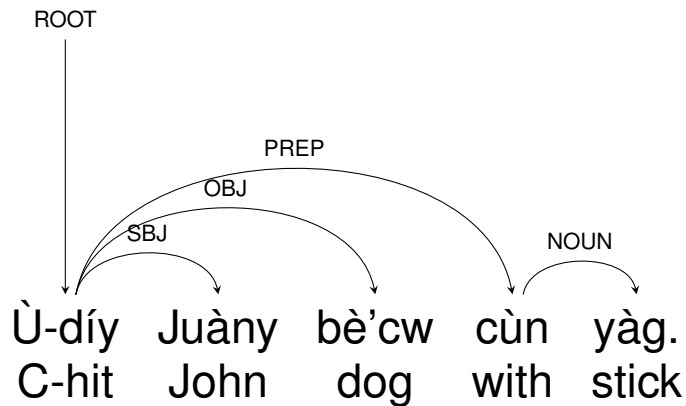 ROOT
PREP
OBJ
SBJ
NOUN
Ù-díy Juàny bè'cw cùn yàg.
C-hit John dog with stick